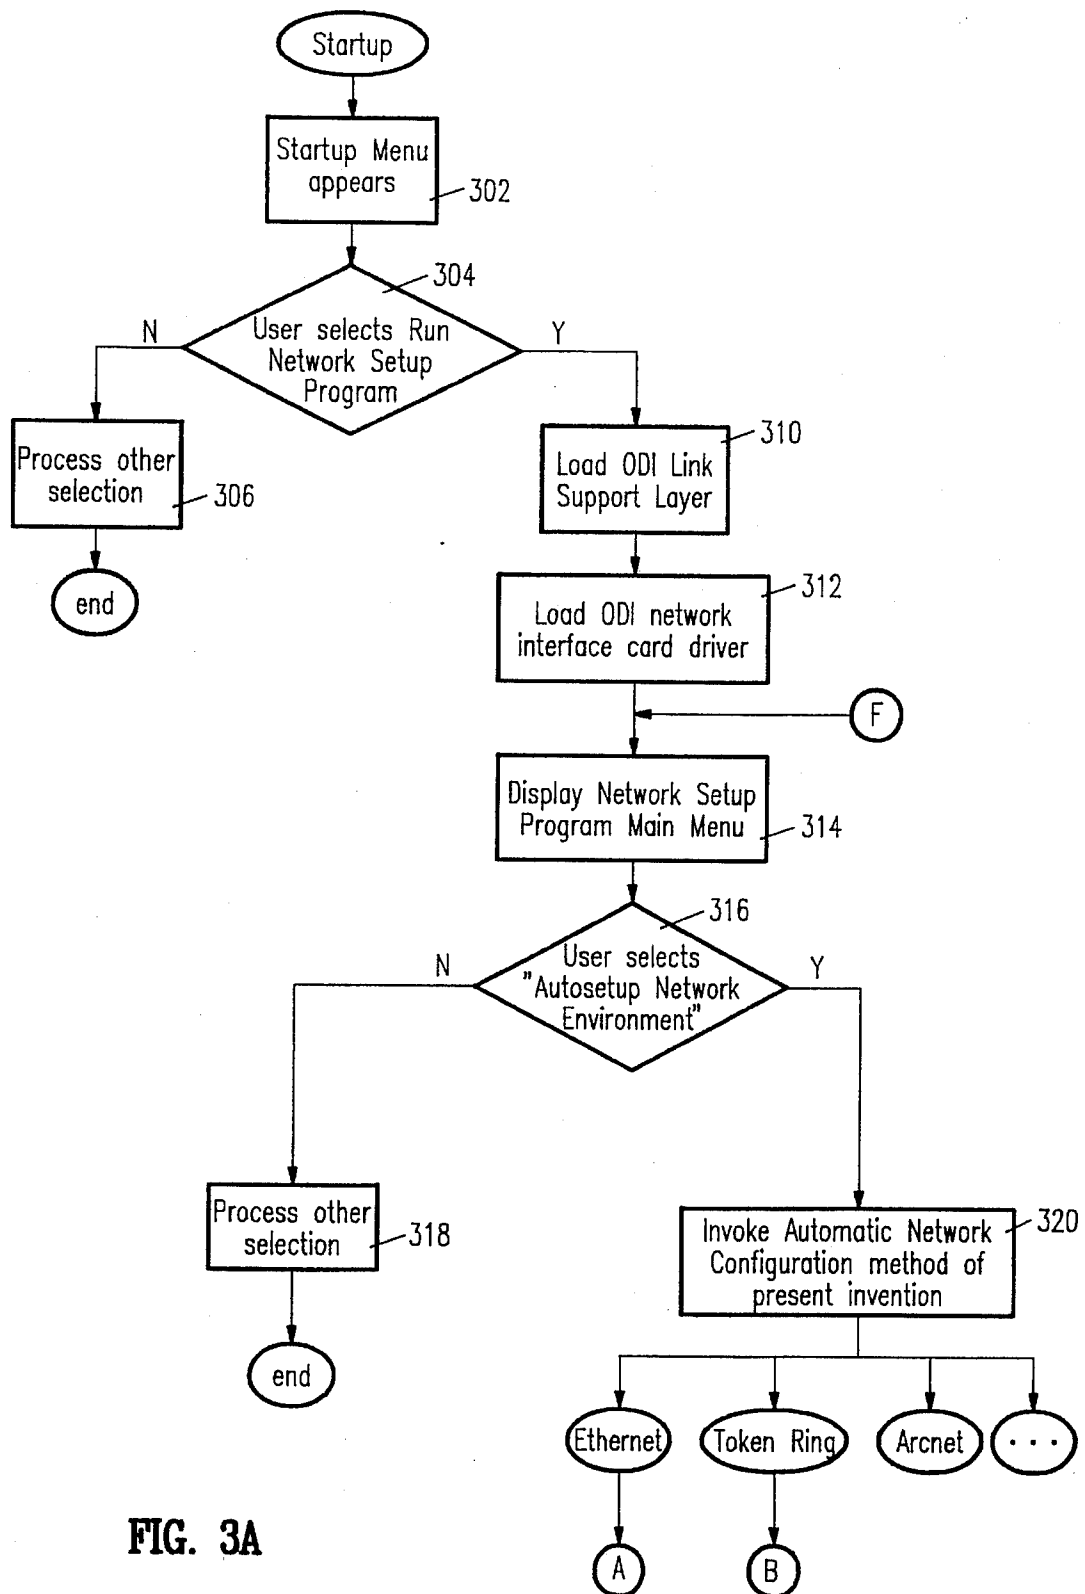 Startup
Startup Menu
appears
302
304
N
User selects Run
Network Setup
Program
Y
Process other
selection
306
end
310
Load ODI Link
Support Layer
312
Load ODI network
interface card driver
F
Display Network Setup
Program Main Menu
314
316
N
User selects
"Autosetup Network
Environment"
Y
Process other
selection
318
end
320
Invoke Automatic Network
Configuration method of
present invention
Ethernet
Token Ring
Arcnet
...
A
B
FIG. 3A